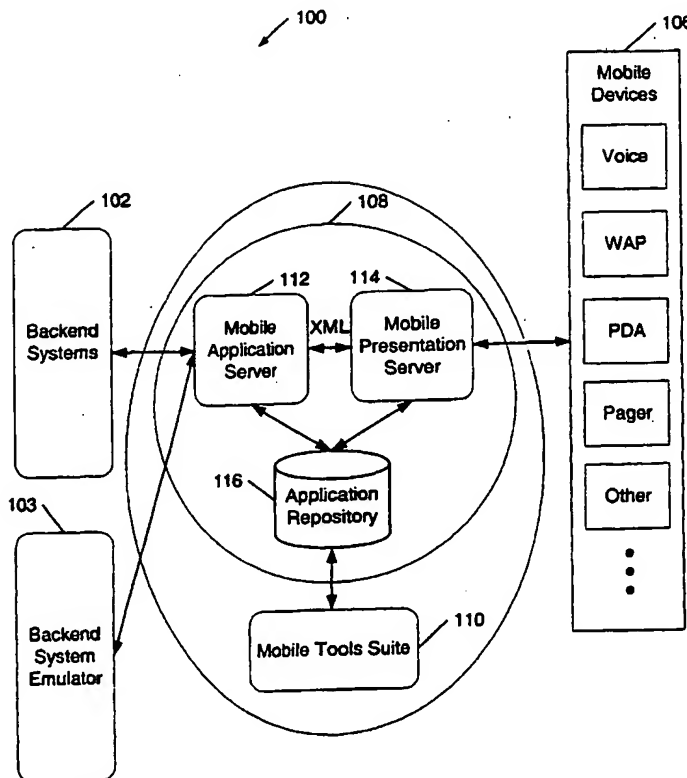 100
106
Mobile
Devices
Voice
WAP
PDA
Pager
Other
102
Backend
Systems
108
112
Mobile
Application
Server
XML
114
Mobile
Presentation
Server
116
Application
Repository
103
Backend
System
Emulator
110
Mobile Tools Suite